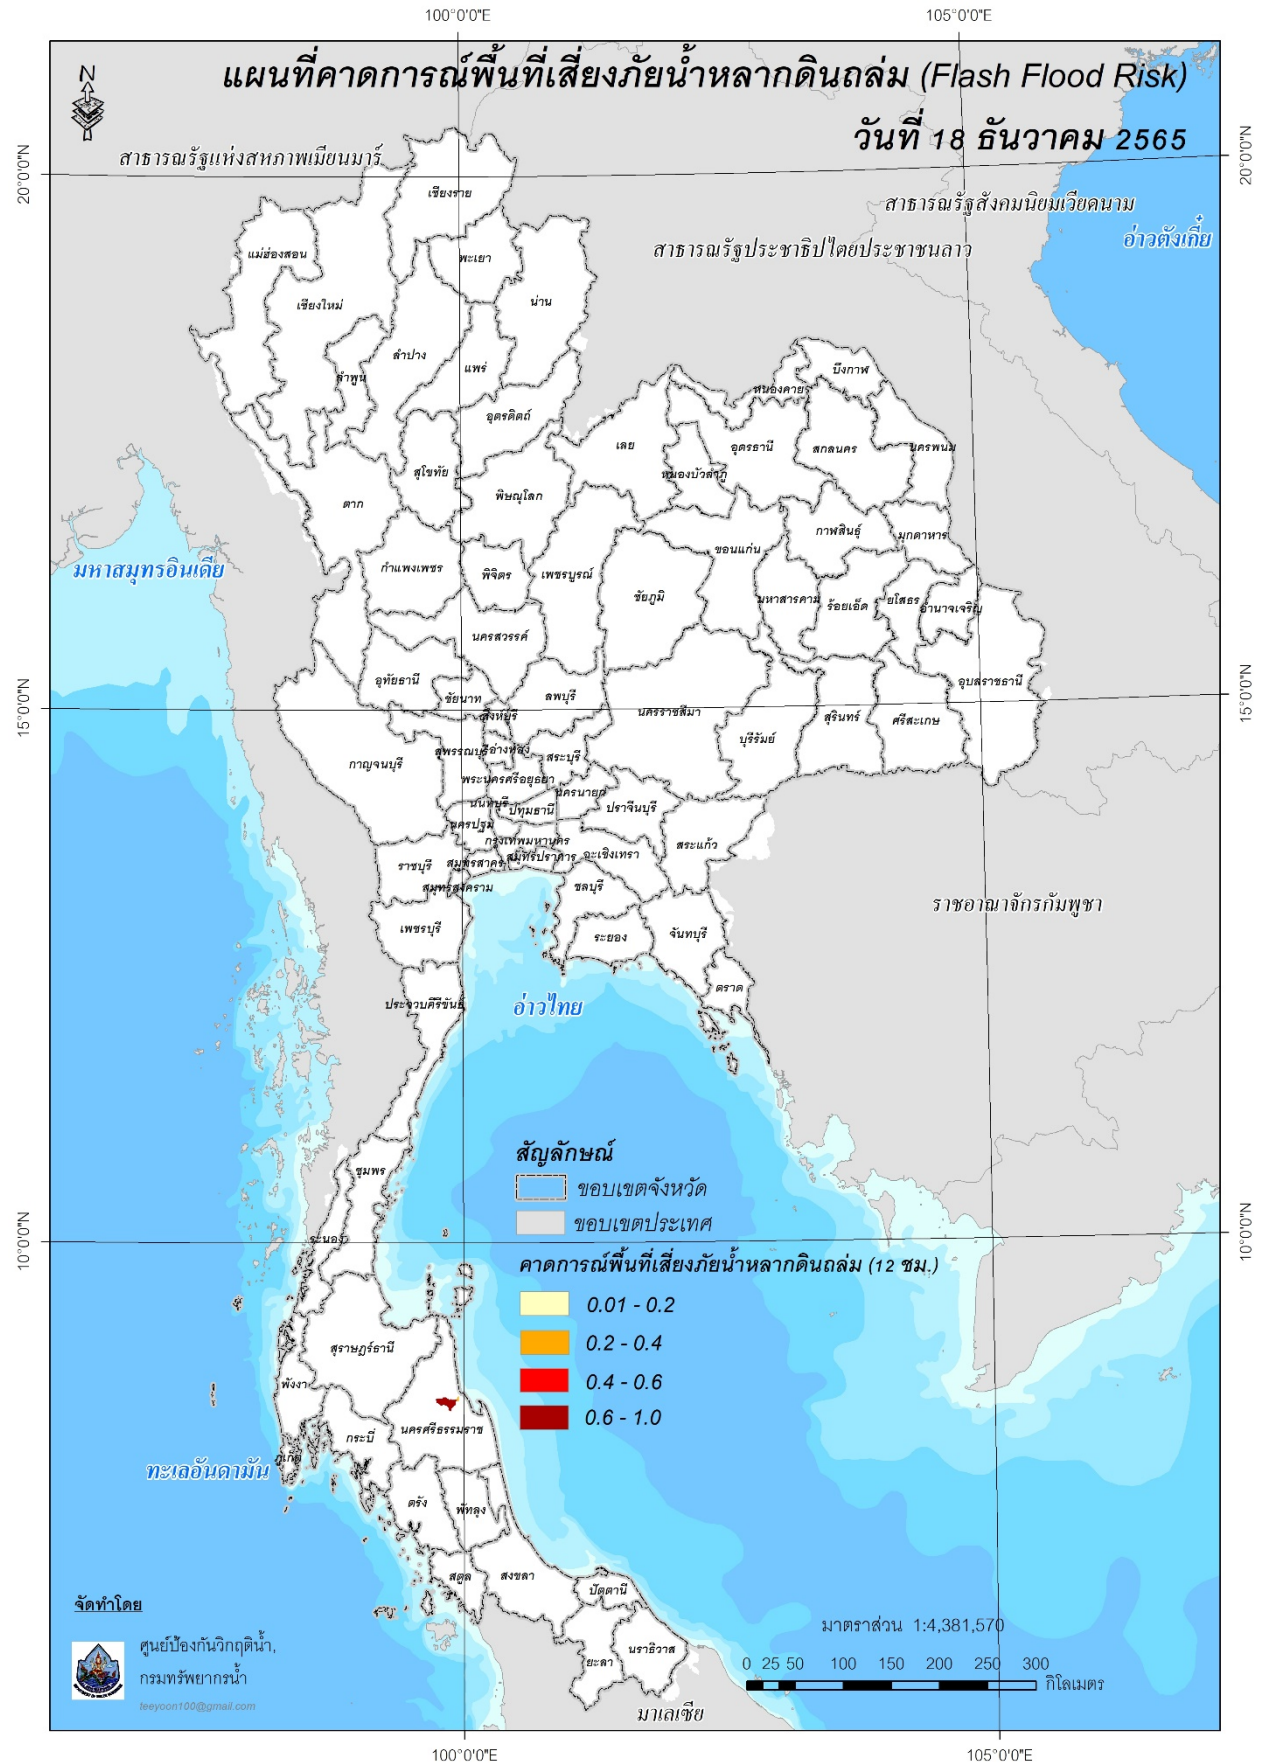 100°0'0"E
105°0'0"E
N
แผนที่คาดการณ์พื้นที่เสี่ยงภัยน้ำหลากดินถล่ม (Flash Flood Risk)
วันที่ 18 ธันวาคม 2565
20°0'0"N
20°0'0"N
สาธารณรัฐแห่งสหภาพเมียนมาร์
สาธารณรัฐสังคมนิยมเวียดนาม
สาธารณรัฐประชาธิปไตยประชาชนลาว
อ่าวตังเกี๋ย
เชียงราย
แม่ฮ่องสอน
พะเยา
เชียงใหม่
น่าน
ลำปาง
แพร่
ลำพูน
บึงกาฬ
หนองคาย
อุตรดิตถ์
เลย
อุดรธานี
สกลนคร
นครพนม
สุโขทัย
หนองบัวลำภู
ตาก
พิษณุโลก
กาฬสินธุ์
มุกดาหาร
ขอนแก่น
มหาสมุทรอินเดีย
กำแพงเพชร
พิจิตร
เพชรบูรณ์
ชัยภูมิ
มหาสารคาม
ร้อยเอ็ด
ยโสธร
อำนาจเจริญ
นครสวรรค์
อุทัยธานี
ชัยนาท
ลพบุรี
อุบลราชธานี
สิงห์บุรี
นครราชสีมา
สุรินทร์
ศรีสะเกษ
15°0'0"N
15°0'0"N
บุรีรัมย์
สุพรรณบุรี
อ่างทอง
สระบุรี
กาญจนบุรี
พระนครศรีอยุธยา
นครนายก
นนทบุรี
ปทุมธานี
ปราจีนบุรี
นครปฐม
กรุงเทพมหานคร
สระแก้ว
ราชบุรี
สมุทรสาคร
สมุทรปราการ
ฉะเชิงเทรา
สมุทรสงคราม
ชลบุรี
ราชอาณาจักรกัมพูชา
เพชรบุรี
ระยอง
จันทบุรี
ตราด
ประจวบคีรีขันธ์
อ่าวไทย
สัญลักษณ์
ชุมพร
ขอบเขตจังหวัด
ขอบเขตประเทศ
ระนอง
10°0'0"N
10°0'0"N
คาดการณ์พื้นที่เสี่ยงภัยน้ำหลากดินถล่ม (12 ชม.)
0.01 - 0.2
0.2 - 0.4
0.4 - 0.6
0.6 - 1.0
สุราษฎร์ธานี
พังงา
นครศรีธรรมราช
กระบี่
ภูเก็ต
ทะเลอันดามัน
ตรัง
พัทลุง
สตูล
สงขลา
ปัตตานี
นราธิวาส
ยะลา
มาเลเซีย
จัดทำโดย
ศูนย์ป้องกันวิกฤติน้ำ,
กรมทรัพยากรน้ำ
teeyoon100@gmail.com
มาตราส่วน 1:4,381,570
0 25 50 100 150 200 250 300
กิโลเมตร
100°0'0"E
105°0'0"E